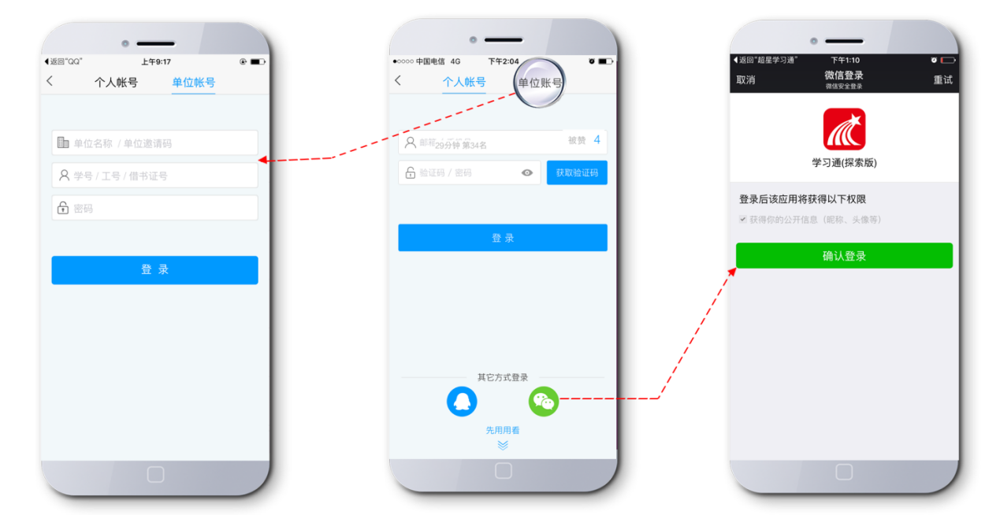 返回"QQ"
上午9:17
个人帐号
单位帐号
单位名称 / 单位邀请码
学号 / 工号 / 借书证号
密码
登 录
中国电信 4G
下午2:04
个人帐号
单位账号
29分钟 第34名
被赞 4
验证码 / 密码
获取验证码
登 录
其它方式登录
先用用看
返回"超星学习通"
下午1:10
取消
微信登录
重试
微信安全登录
学习通(探索版)
登录后该应用将获得以下权限
获得你的公开信息（昵称、头像等）
确认登录